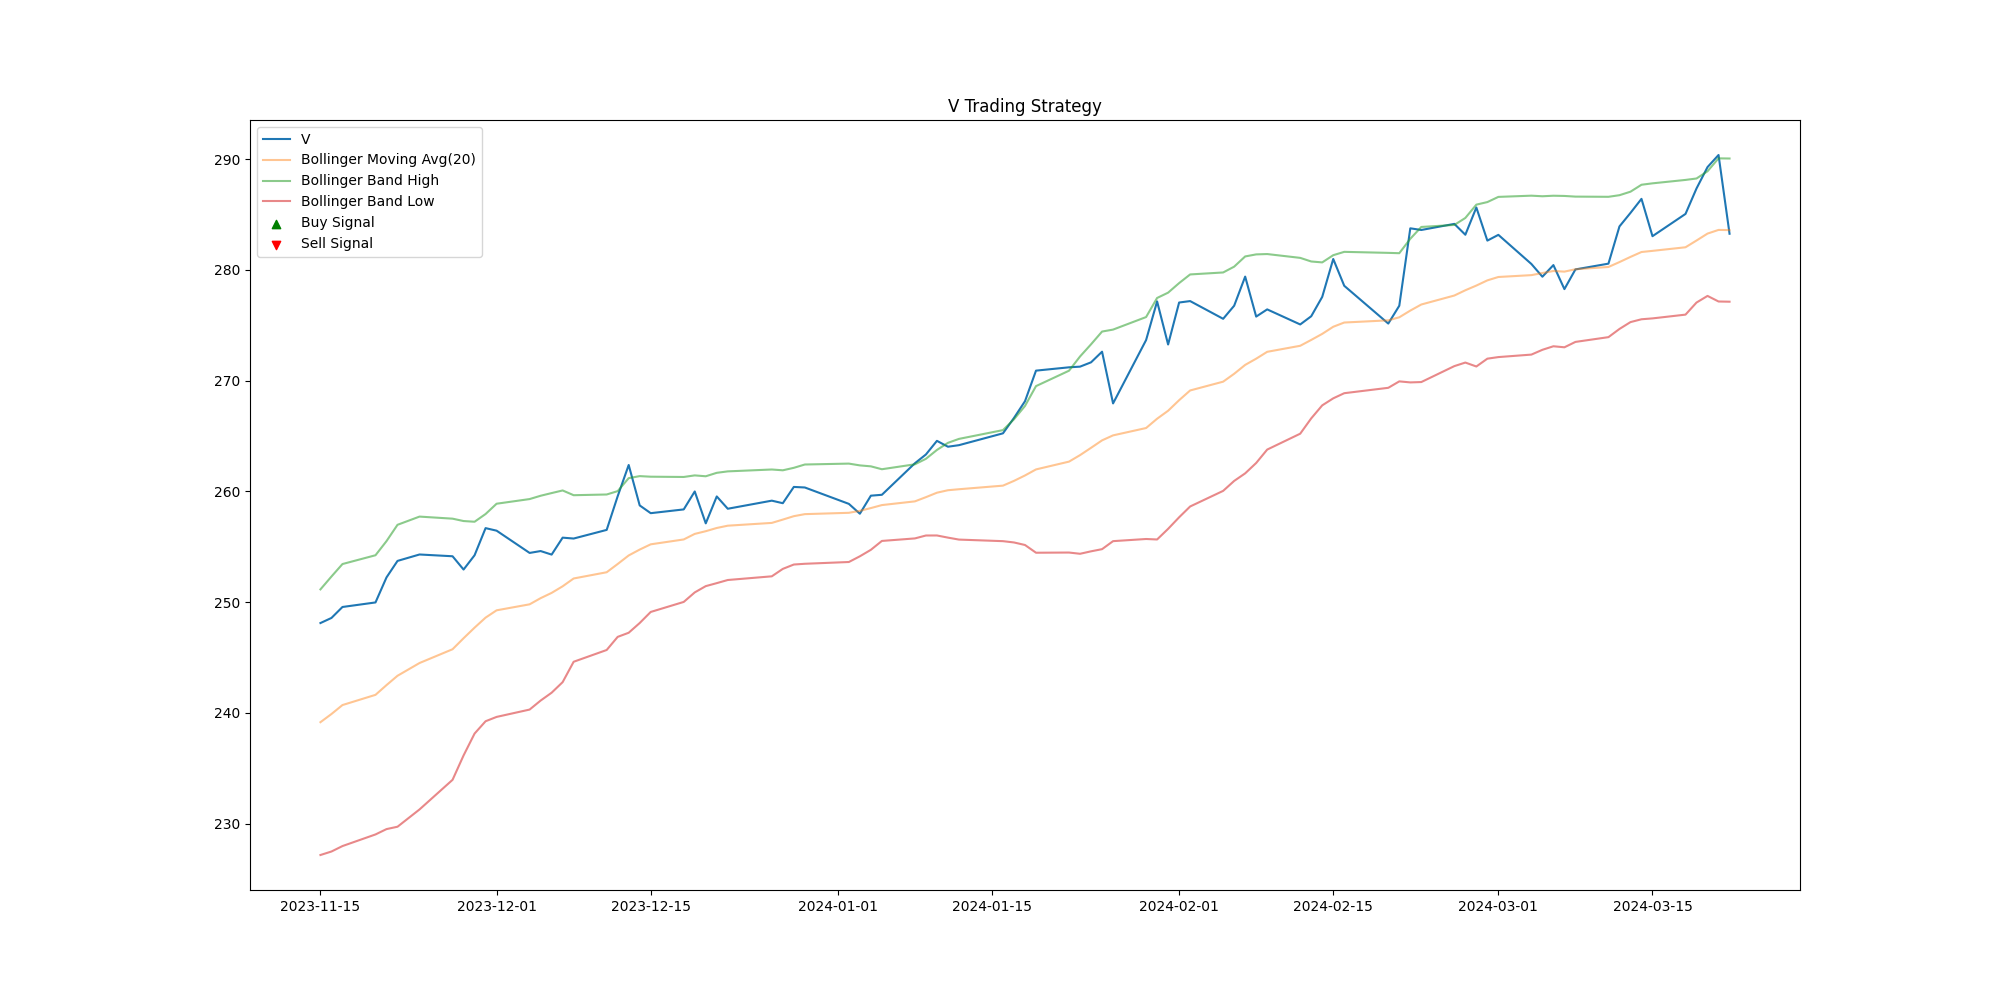 V Trading Strategy
V
Bollinger Moving Avg(20)
Bollinger Band High
Bollinger Band Low
Buy Signal
Sell Signal
290
280
270
260
250
240
230
2023-11-15 2023-12-01 2023-12-15 2024-01-01 2024-01-15 2024-02-01 2024-02-15 2024-03-01 2024-03-15